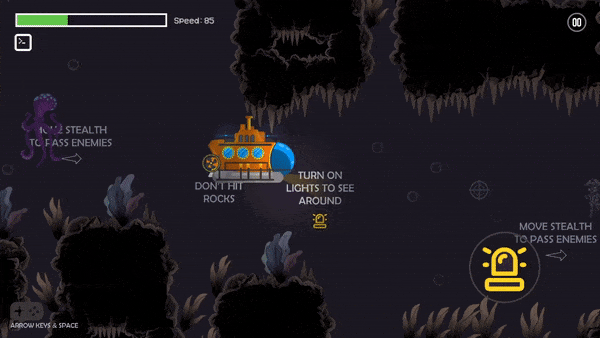 Speed: 85
MOVE STEALTH
TO PASS ENEMIES
DON'T HIT
ROCKS
TURN ON
LIGHTS TO SEE
AROUND
MOVE STEALTH
TO PASS ENEMIES
ARROW KEYS & SPACE